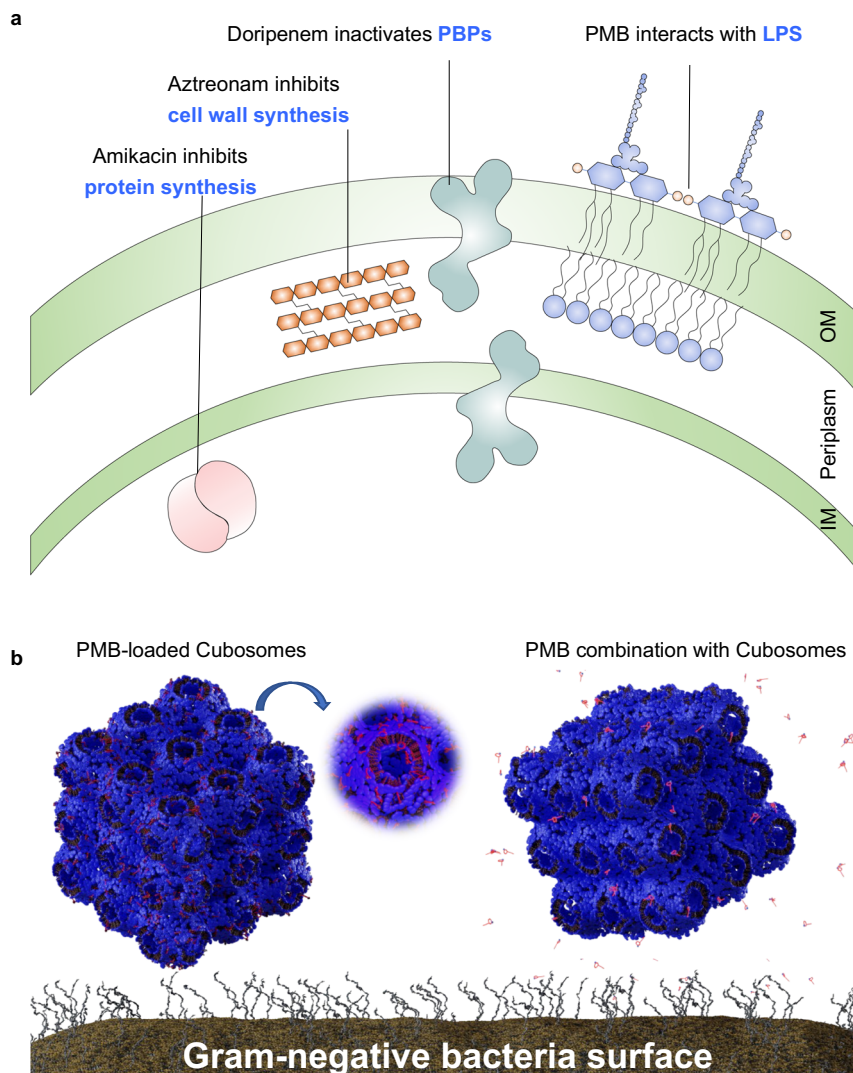 a
Doripenem inactivates PBPs
PMB interacts with LPS
Aztreonam inhibits
cell wall synthesis
Amikacin inhibits
protein synthesis
OM
Periplasm
IM
b
PMB-loaded Cubosomes
PMB combination with Cubosomes
Gram-negative bacteria surface